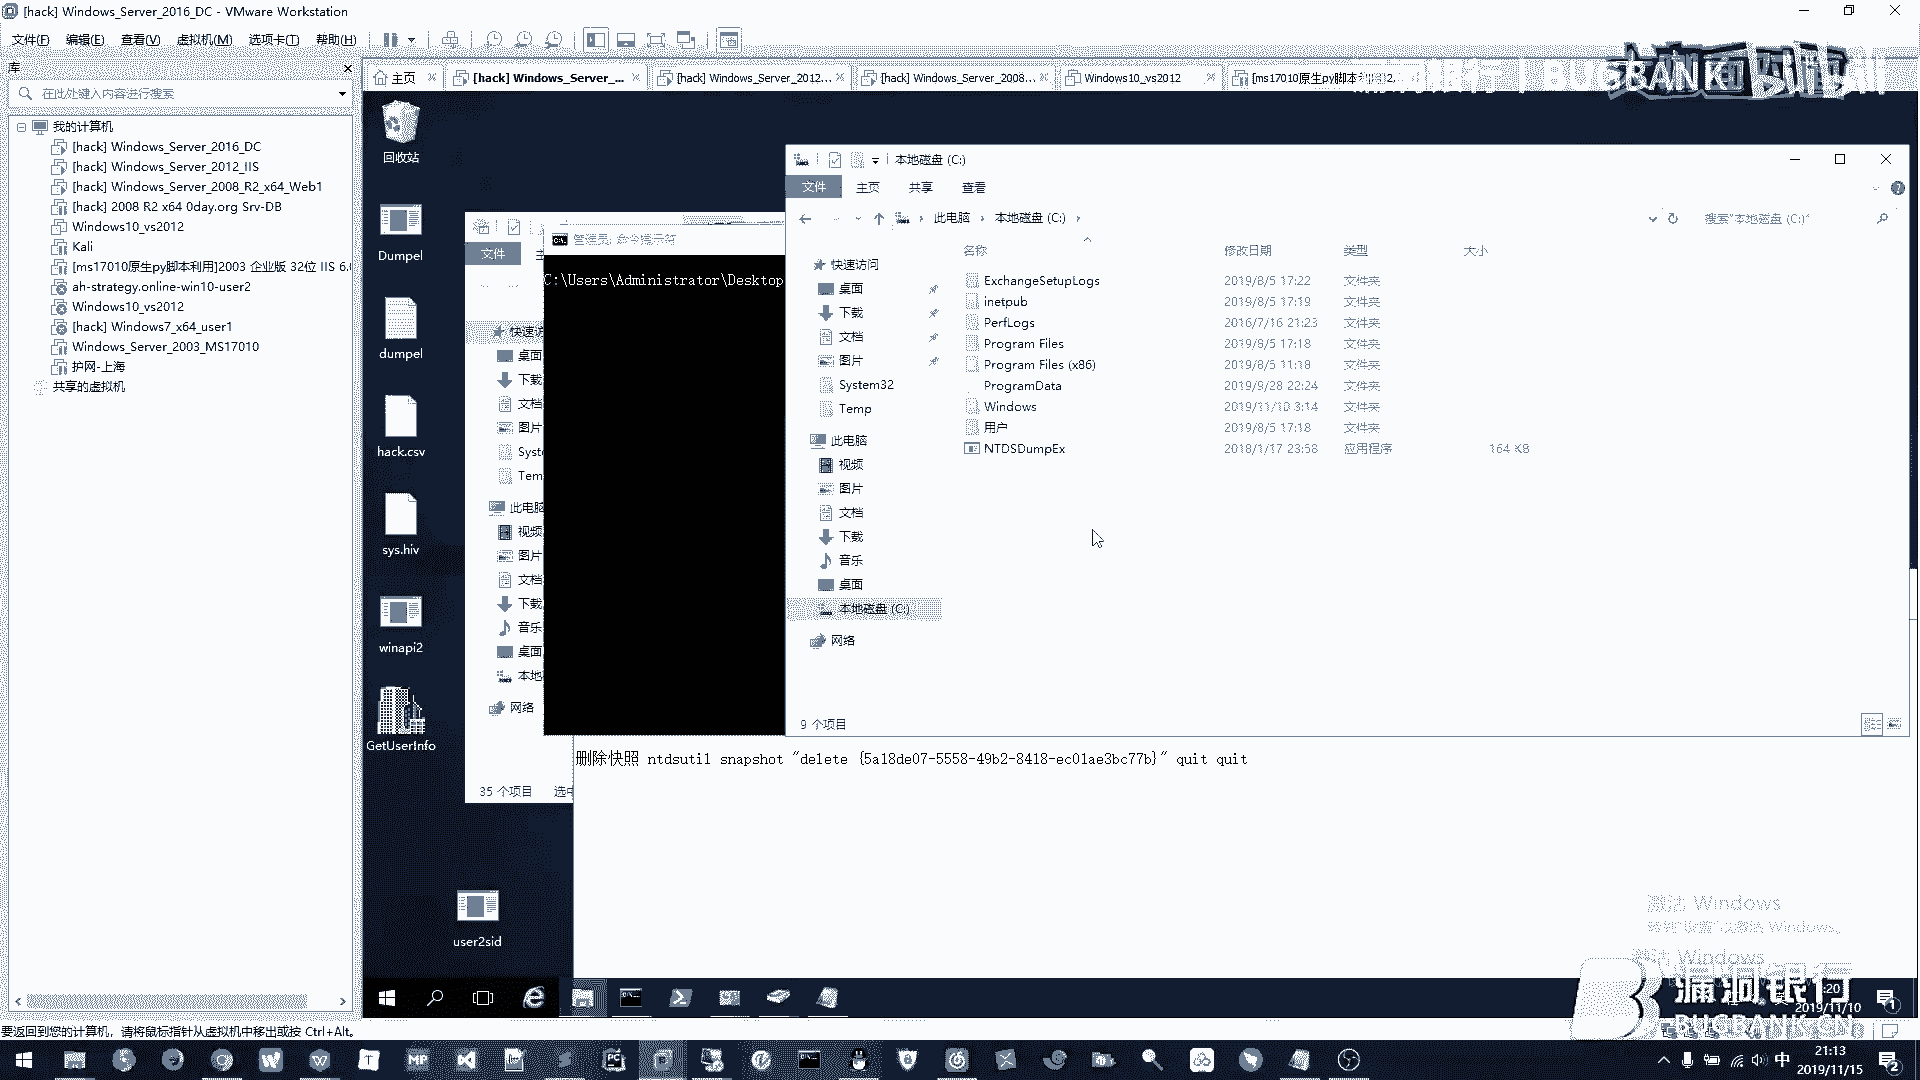 [hack] Windows_Server_2016_DC - VMware Workstation
文件(F) 编辑(E) 查看(V) 虚拟机(M) 选项卡(T) 帮助(H)
库
在此处键入内容进行搜索
我的计算机
[hack] Windows_Server_2016_DC
[hack] Windows_Server_2012_IIS
[hack] Windows_Server_2008_R2_x64_Web1
[hack] 2008 R2 x64 0day.org Srv-DB
Windows10_vs2012
Kali
[ms17010原生py脚本利用]2003 企业版 32位 IIS 6.
ah-strategy.online-win10-user2
Windows10_vs2012
[hack] Windows7_x64_user1
Windows_Server_2003_MS17010
护网-上海
共享的虚拟机
主页
[hack] Windows_Server_...
[hack] Windows_Server_2012...
[hack] Windows_Server_2008...
Windows10_vs2012
[ms17010原生py脚本
BUGBANK
bilibili
回收站
Dumpel
dumpel
hack.csv
sys.hiv
winapi2
GetUserInfo
user2sid
文件
快速访
桌面
下载
文档
图片
Syst
Tem
此电脑
视频
图片
文档
下载
音乐
桌面
本地
网络
35 个项目
管理员: 命令提示符
C:\Users\Administrator\Desktop
本地磁盘 (C:)
文件 主页 共享 查看
此电脑 本地磁盘 (C:)
搜索"本地磁盘 (C:)"
名称 修改日期 类型 大小
ExchangeSetupLogs 2019/8/5 17:22 文件夹
inetpub 2019/8/5 17:19 文件夹
PerfLogs 2016/7/16 21:23 文件夹
Program Files 2019/8/5 17:18 文件夹
Program Files (x86) 2019/8/5 11:18 文件夹
ProgramData 2019/9/28 22:24 文件夹
Windows 2019/11/10 3:14 文件夹
用户 2019/8/5 17:18 文件夹
NTDSDumpEx 2018/1/17 23:58 应用程序 164 KB
快速访问
桌面
下载
文档
图片
System32
Temp
此电脑
视频
图片
文档
下载
音乐
桌面
本地磁盘 (C:)
网络
9 个项目
删除快照 ntdsutil snapshot "delete {5a18de07-5558-49b2-8418-ec01ae3bc77b}" quit quit
激活 Windows
激活 Windows
漏洞银行
BUGBANK.CN
2019/11/10
要返回到您的计算机，请将鼠标指针从虚拟机中移出或按 Ctrl+Alt。
中
21:13
2019/11/15